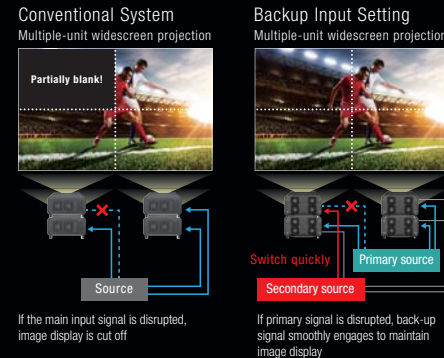 Conventional System
Multiple-unit widescreen projection
Partially blank!
Source
If the main input signal is disrupted,
image display is cut off
Backup Input Setting
Multiple-unit widescreen projection
Switch quickly
Primary source
Secondary source
If primary signal is disrupted, back-up
signal smoothly engages to maintain
image display